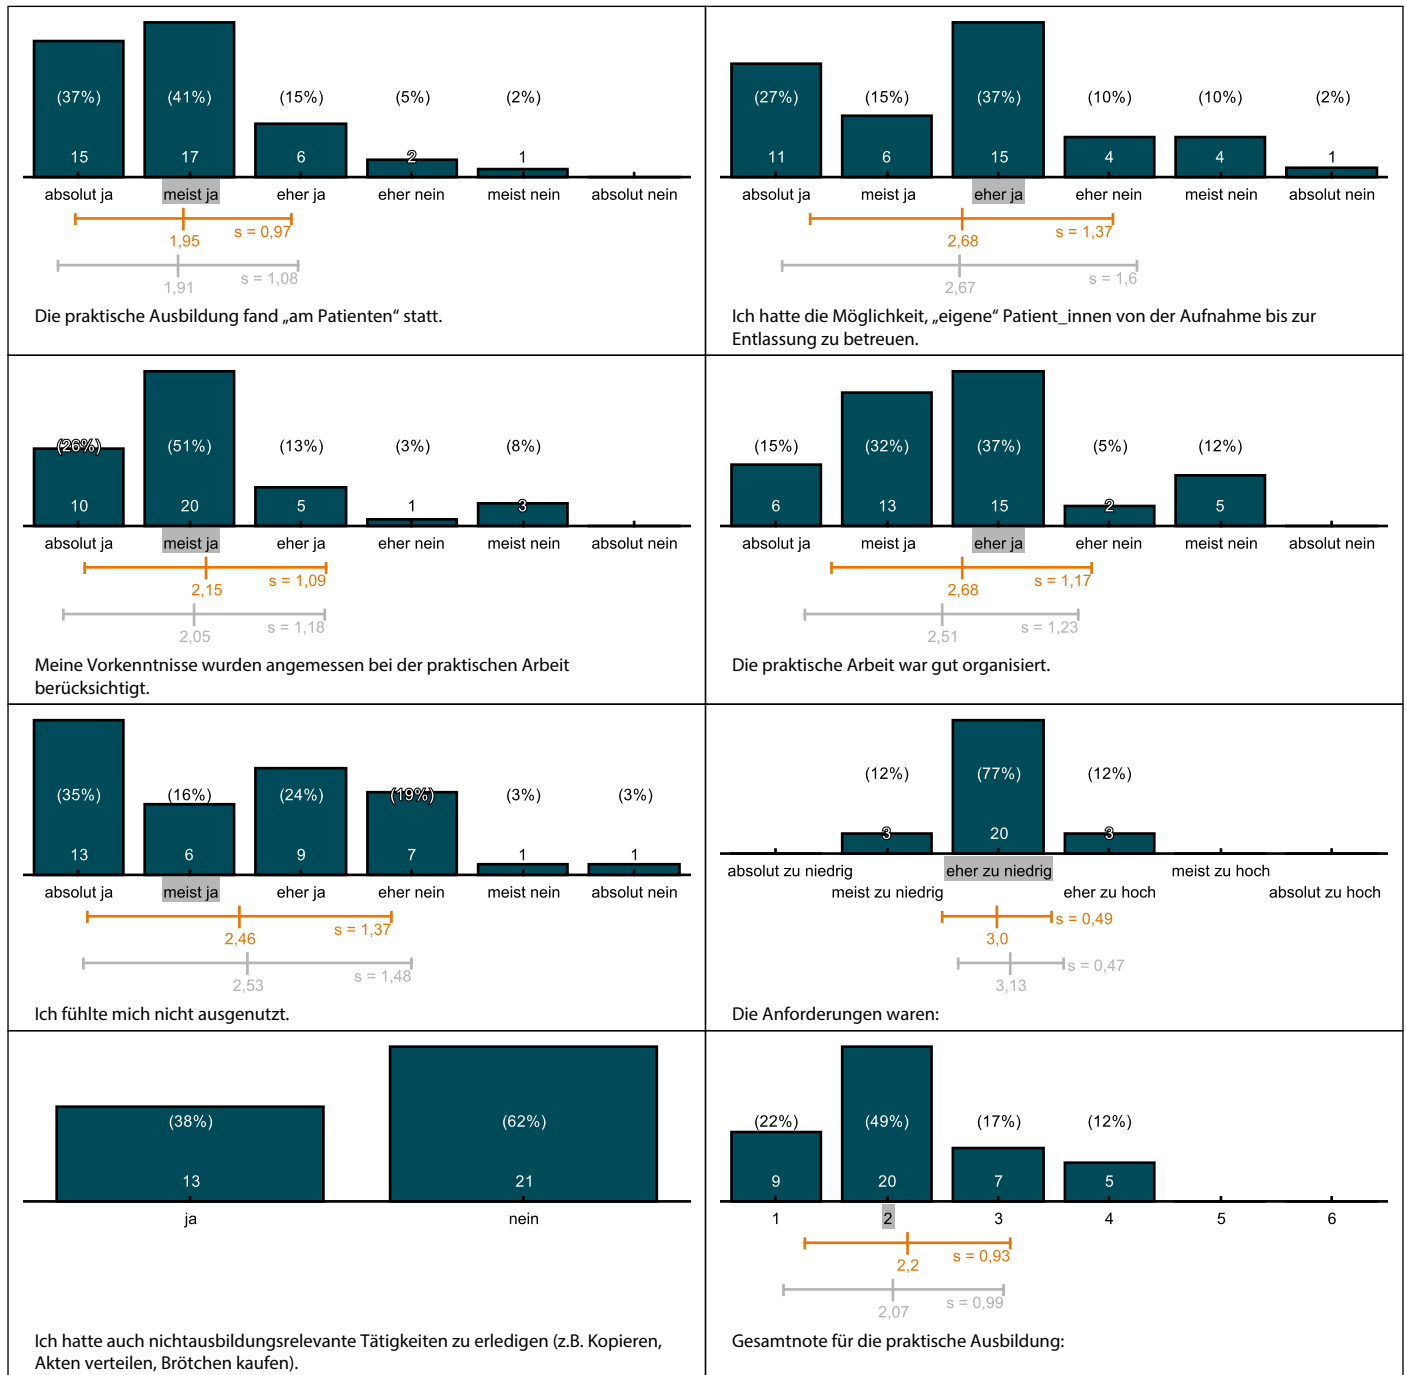 (37%) (41%) (15%) (5%) (2%)
15 17 6 2 1
absolut ja meist ja eher ja eher nein meist nein absolut nein
s = 0,97
1,95
s = 1,08
1,91
Die praktische Ausbildung fand „am Patienten“ statt.
(27%) (15%) (37%) (10%) (10%) (2%)
11 6 15 4 4 1
absolut ja meist ja eher ja eher nein meist nein absolut nein
s = 1,37
2,68
s = 1,6
2,67
Ich hatte die Möglichkeit, „eigene“ Patient_innen von der Aufnahme bis zur
Entlassung zu betreuen.
(26%) (51%) (13%) (3%) (8%)
10 20 5 1 3
absolut ja meist ja eher ja eher nein meist nein absolut nein
s = 1,09
2,15
s = 1,18
2,05
Meine Vorkenntnisse wurden angemessen bei der praktischen Arbeit
berücksichtigt.
(15%) (32%) (37%) (5%) (12%)
6 13 15 2 5
absolut ja meist ja eher ja eher nein meist nein absolut nein
s = 1,17
2,68
s = 1,23
2,51
Die praktische Arbeit war gut organisiert.
(35%) (16%) (24%) (19%) (3%) (3%)
13 6 9 7 1 1
absolut ja meist ja eher ja eher nein meist nein absolut nein
s = 1,37
2,46
s = 1,48
2,53
Ich fühlte mich nicht ausgenutzt.
(12%) (77%) (12%)
3 20 3
absolut zu niedrig eher zu niedrig meist zu hoch
meist zu niedrig eher zu hoch absolut zu hoch
s = 0,49
3,0
s = 0,47
3,13
Die Anforderungen waren:
(38%) (62%)
13 21
ja nein
Ich hatte auch nichtausbildungsrelevante Tätigkeiten zu erledigen (z.B. Kopieren,
Akten verteilen, Brötchen kaufen).
(22%) (49%) (17%) (12%)
9 20 7 5
1 2 3 4 5 6
s = 0,93
2,2
s = 0,99
2,07
Gesamtnote für die praktische Ausbildung: